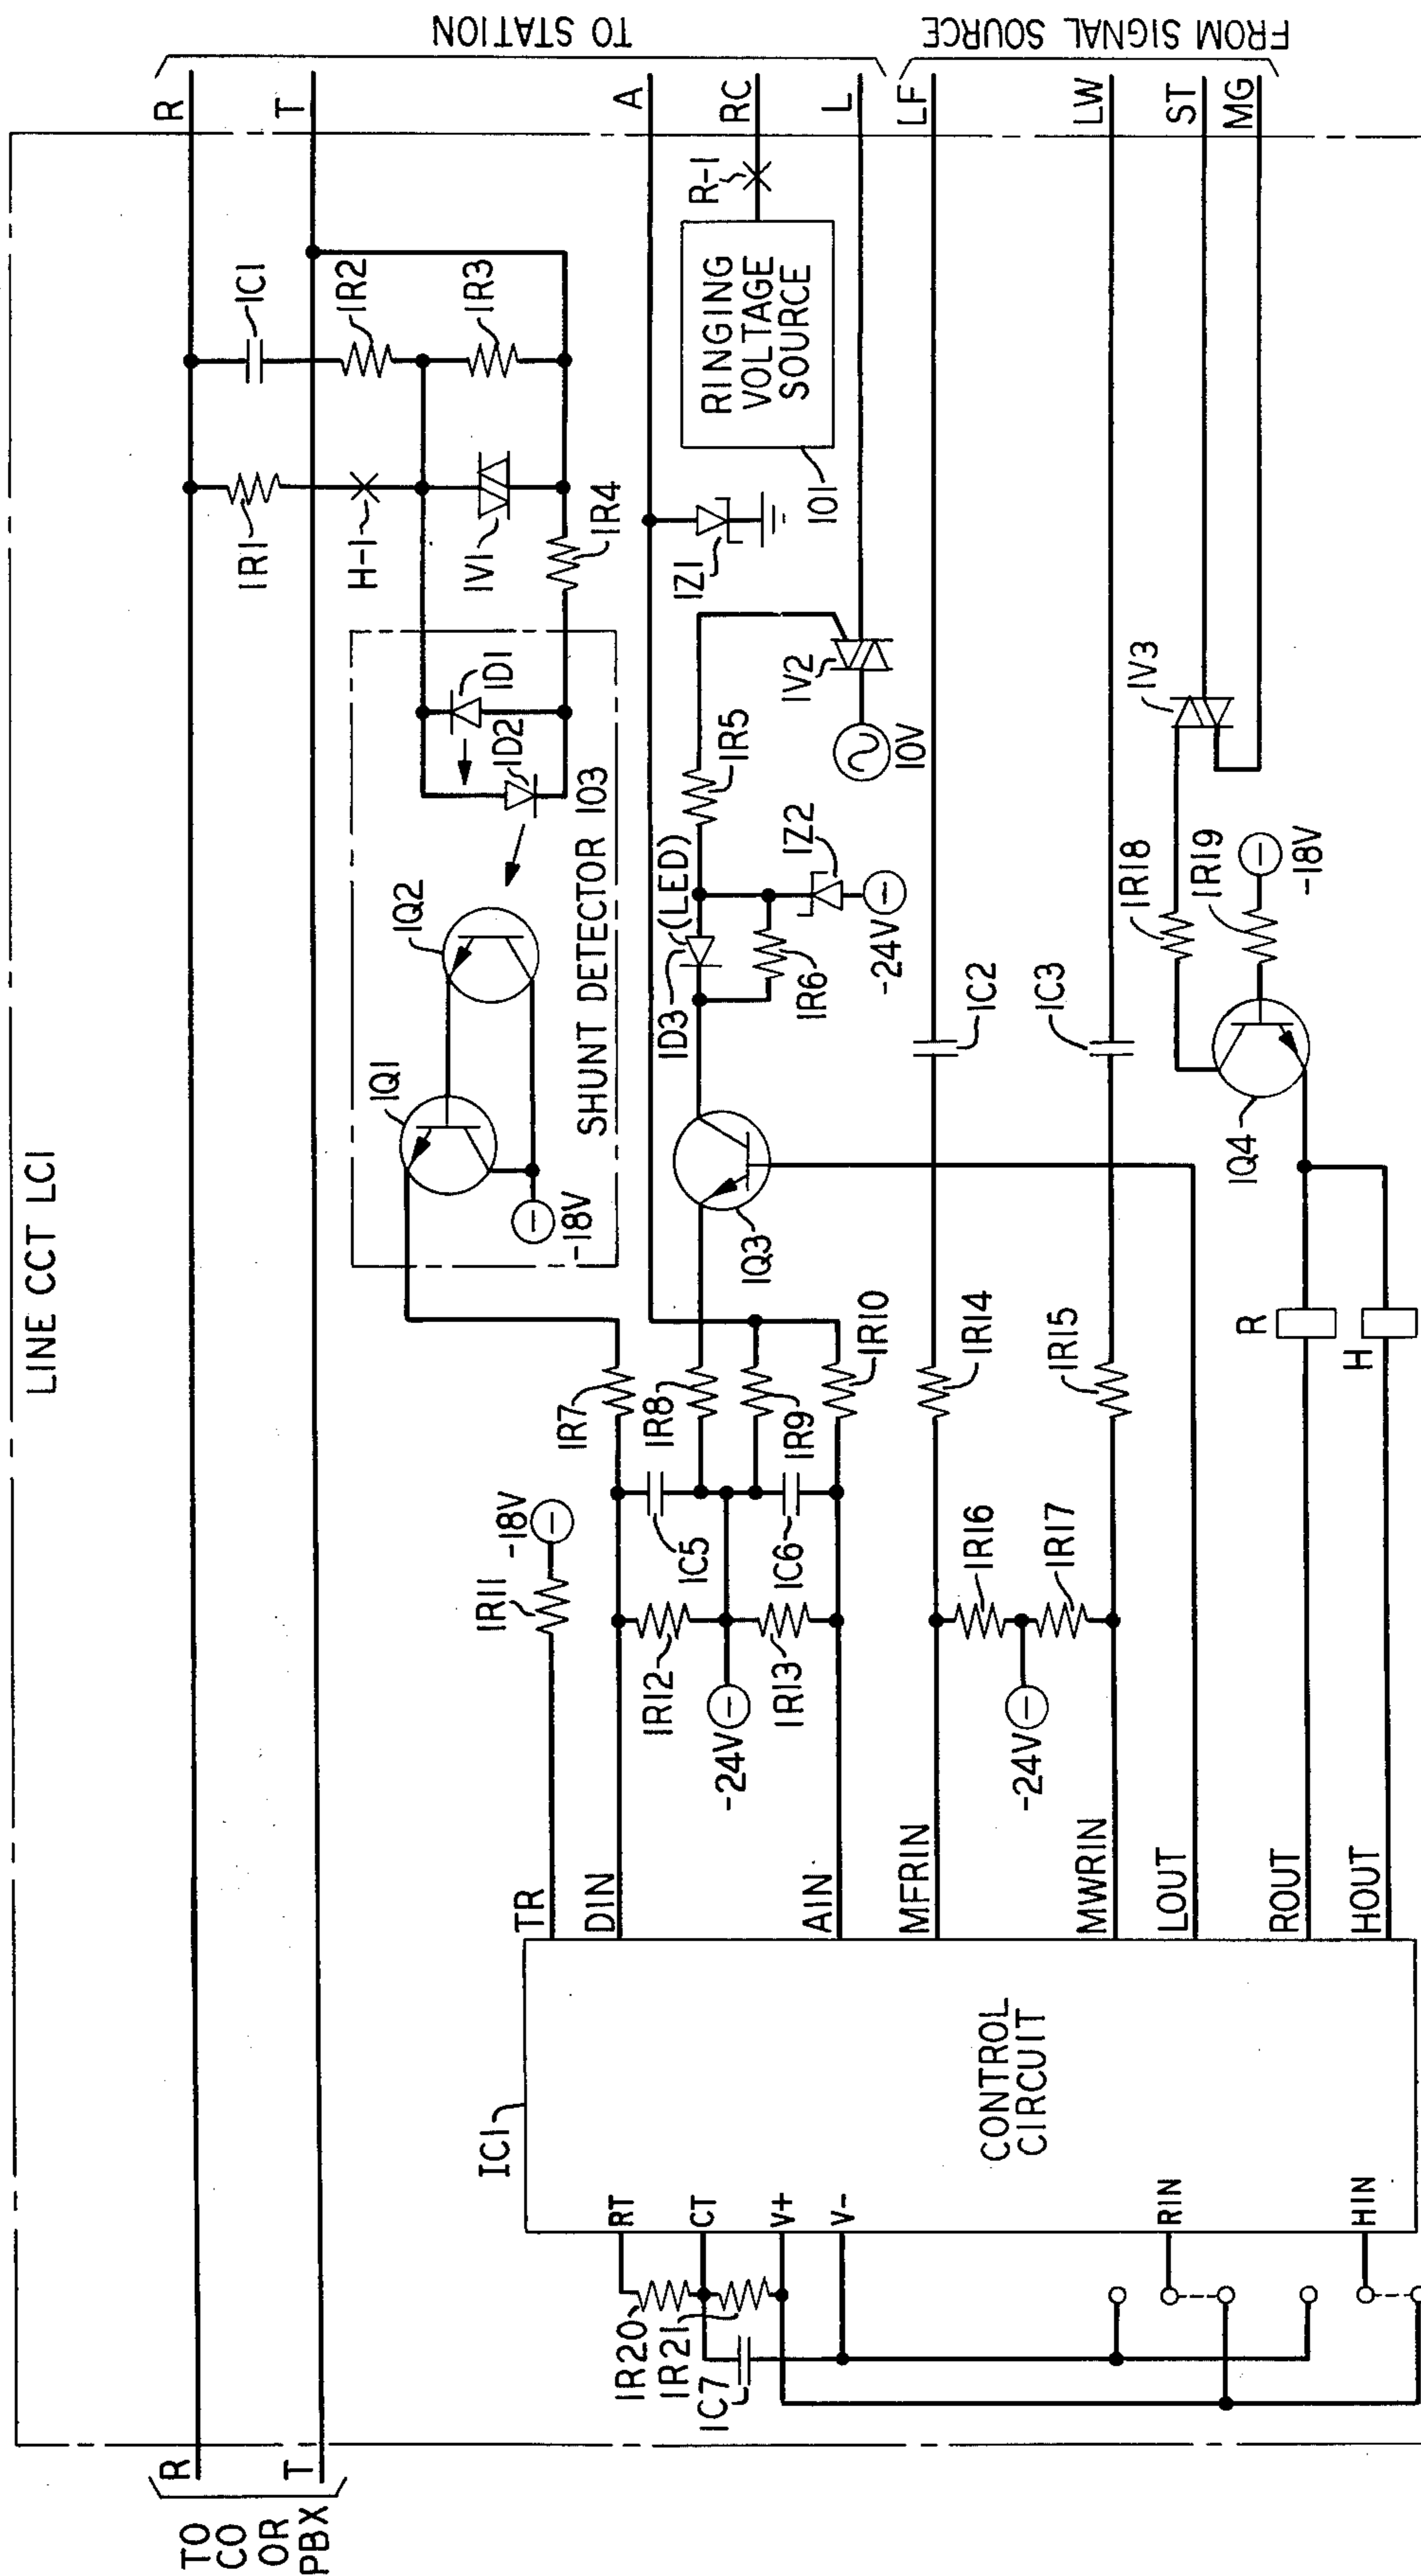 LINE CCT LC1
TO
CO
OR
PBX
R
T
R
T
A
RC
L
TO STATION
LF
LW
ST
MG
FROM SIGNAL SOURCE
1R1
H-1
1C1
1R2
1R3
1V1
1R4
1D1
1D2
1Q2
1Q1
-18V
SHUNT DETECTOR 103
R-1
RINGING
VOLTAGE
SOURCE
101
1Z1
1V2
10V
1R5
1D3
(LED)
1R6
1Z2
-24V
1Q3
1C2
1C3
1V3
1R18
1R19
-18V
1Q4
R
H
1R7
1R8
1R9
1R10
1R14
1R15
1R11
-18V
1C5
1C6
1R12
1R13
-24V
1R16
1R17
-24V
TR
DIN
AIN
MFRIN
MWRIN
LOUT
ROUT
HOUT
IC1
CONTROL
CIRCUIT
RT
CT
V+
V-
RIN
HIN
1R20
1R21
1C7